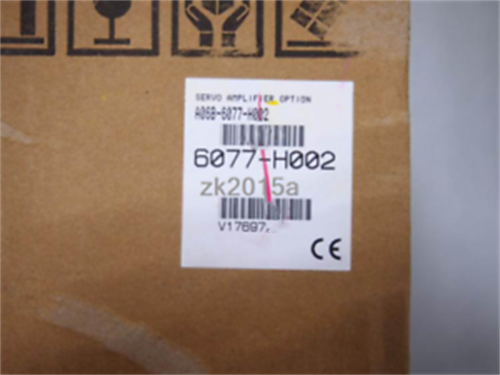 SERVO AMPLIFIER OPTION
A06B-6077-H002
6077-H002
zk2015a
V17697
CE